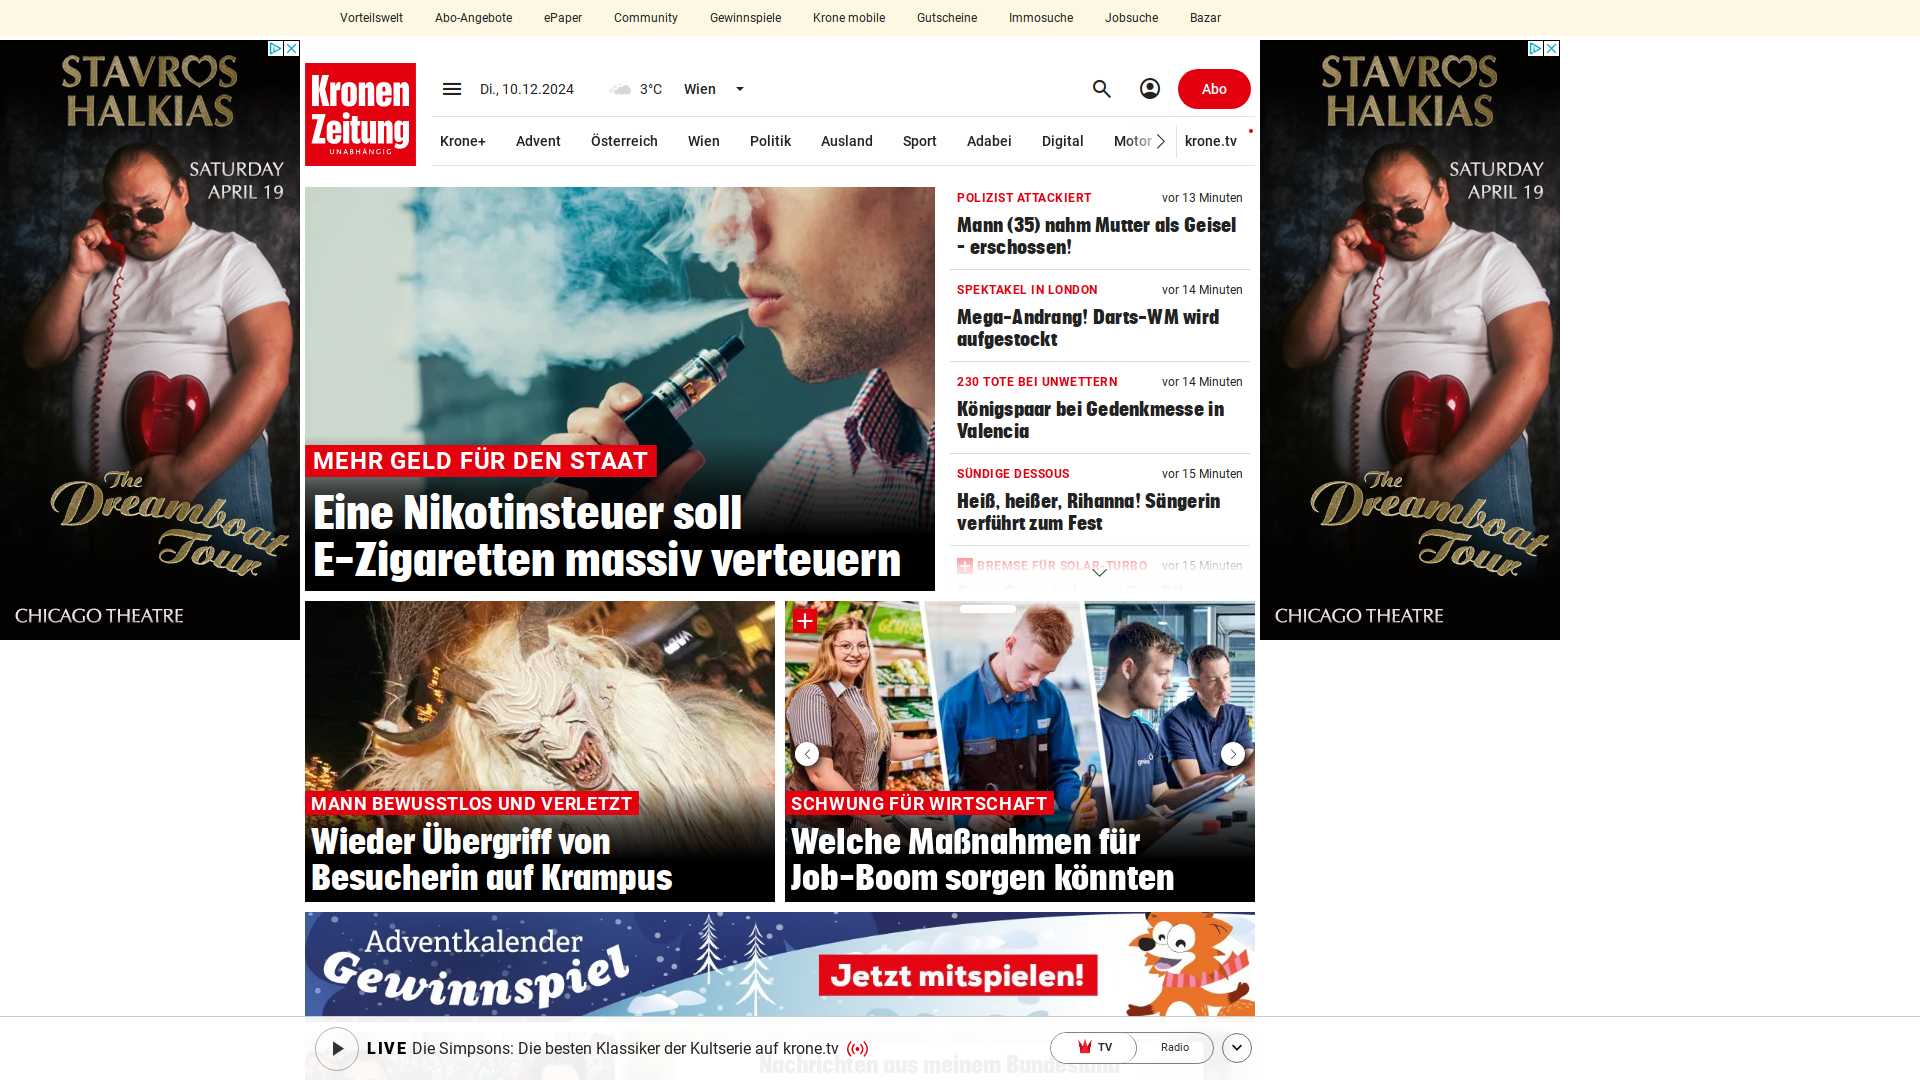 Vorteilswelt Abo-Angebote ePaper Community Gewinnspiele Krone mobile Gutscheine Immosuche Jobsuche Bazar
STAVROS
HALKIAS
SATURDAY
APRIL 19
The
Dreamboat
Tour
CHICAGO THEATRE
Kronen
Zeitung
UNABHÄNGIG
Di., 10.12.2024 3°C Wien Abo
Krone+ Advent Österreich Wien Politik Ausland Sport Adabei Digital Motor krone.tv
MEHR GELD FÜR DEN STAAT
Eine Nikotinsteuer soll
E-Zigaretten massiv verteuern
POLIZIST ATTACKIERT vor 13 Minuten
Mann (35) nahm Mutter als Geisel
- erschossen!
SPEKTAKEL IN LONDON vor 14 Minuten
Mega-Andrang! Darts-WM wird
aufgestockt
230 TOTE BEI UNWETTERN vor 14 Minuten
Königspaar bei Gedenkmesse in
Valencia
SÜNDIGE DESSOUS vor 15 Minuten
Heiß, heißer, Rihanna! Sängerin
verführt zum Fest
BREMSE FÜR SOLAR-TURBO vor 15 Minuten
MANN BEWUSSTLOS UND VERLETZT
Wieder Übergriff von
Besucherin auf Krampus
SCHWUNG FÜR WIRTSCHAFT
Welche Maßnahmen für
Job-Boom sorgen könnten
Adventkalender
Gewinnspiel
Jetzt mitspielen!
LIVE Die Simpsons: Die besten Klassiker der Kultserie auf krone.tv TV Radio
Nachrichten aus meinem Bundesland
STAVROS
HALKIAS
SATURDAY
APRIL 19
The
Dreamboat
Tour
CHICAGO THEATRE